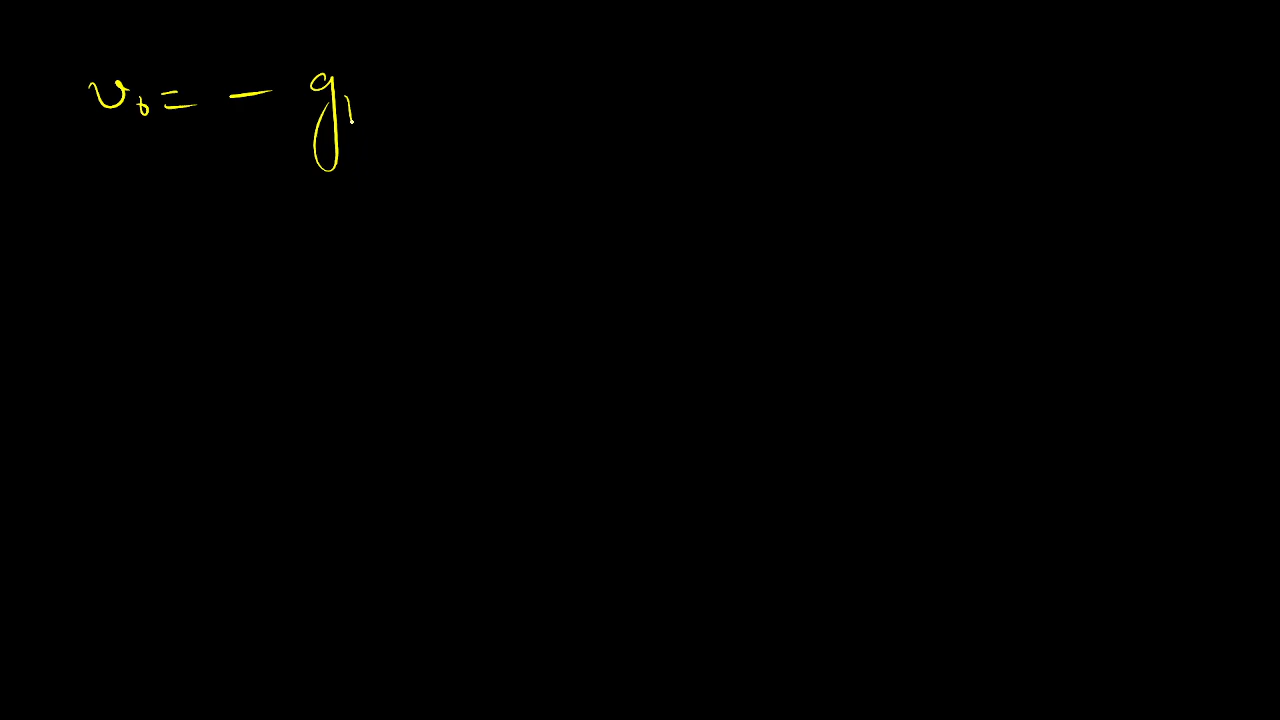 v₀ = - g₁